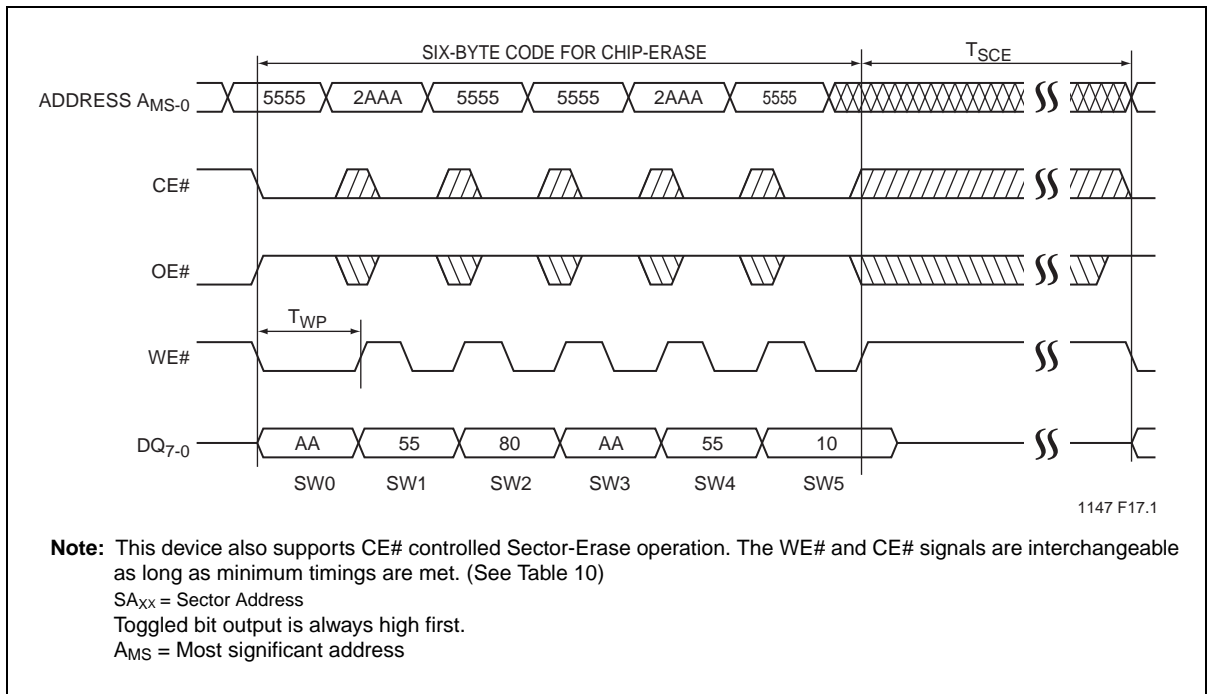 SIX-BYTE CODE FOR CHIP-ERASE TSCE
ADDRESS AMS-0 5555 2AAA 5555 5555 2AAA 5555
CE#
OE#
TWP
WE#
DQ7-0 AA 55 80 AA 55 10
SW0 SW1 SW2 SW3 SW4 SW5
1147 F17.1
Note: This device also supports CE# controlled Sector-Erase operation. The WE# and CE# signals are interchangeable
as long as minimum timings are met. (See Table 10)
SAXX = Sector Address
Toggled bit output is always high first.
AMS = Most significant address